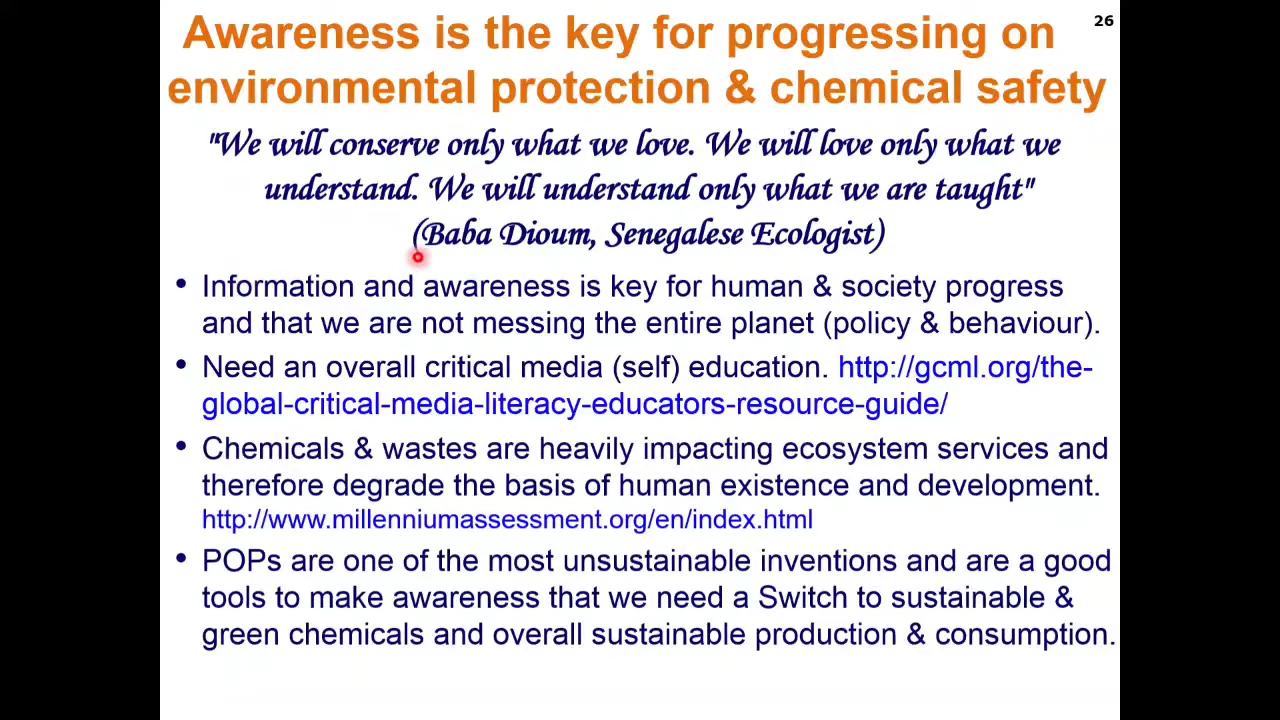 26
Awareness is the key for progressing on
environmental protection & chemical safety
"We will conserve only what we love. We will love only what we
understand. We will understand only what we are taught"
(Baba Dioum, Senegalese Ecologist)
• Information and awareness is key for human & society progress
and that we are not messing the entire planet (policy & behaviour).
• Need an overall critical media (self) education. http://gcml.org/the-
global-critical-media-literacy-educators-resource-guide/
• Chemicals & wastes are heavily impacting ecosystem services and
therefore degrade the basis of human existence and development.
http://www.millenniumassessment.org/en/index.html
• POPs are one of the most unsustainable inventions and are a good
tools to make awareness that we need a Switch to sustainable &
green chemicals and overall sustainable production & consumption.